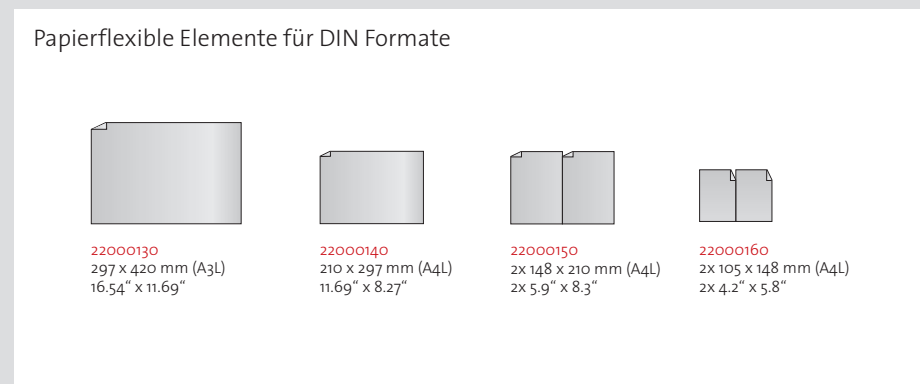 Papierflexible Elemente für DIN Formate
22000130
297 x 420 mm (A3L)
16.54“ x 11.69“
22000140
210 x 297 mm (A4L)
11.69“ x 8.27“
22000150
2x 148 x 210 mm (A4L)
2x 5.9“ x 8.3“
22000160
2x 105 x 148 mm (A4L)
2x 4.2“ x 5.8“